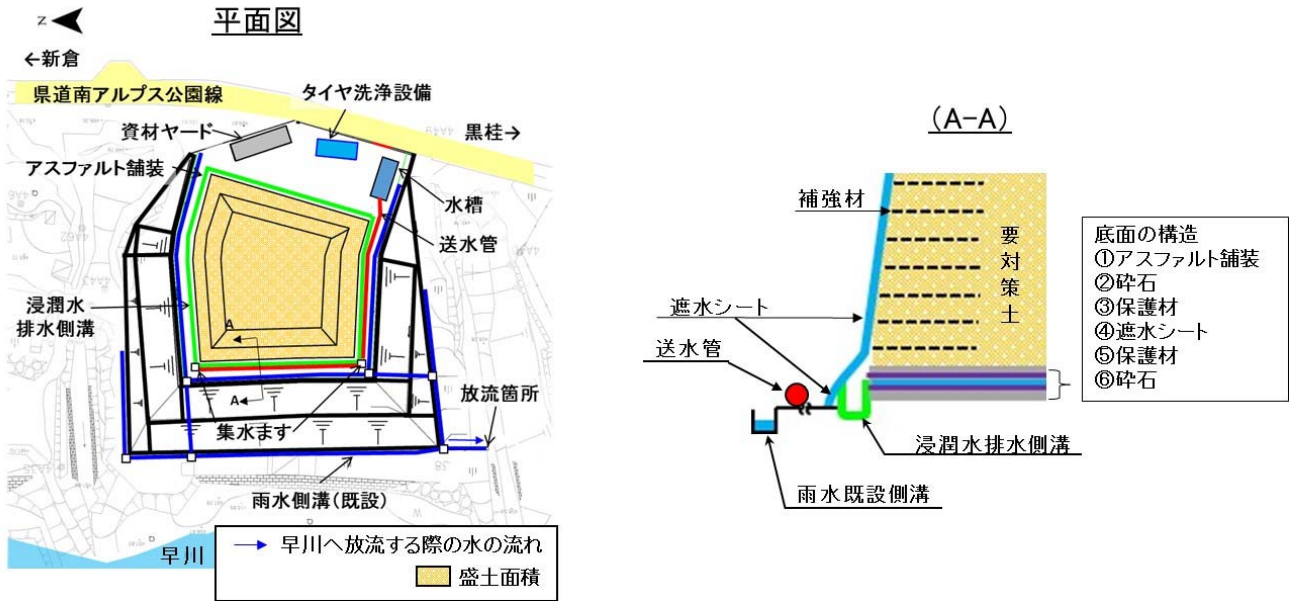 平面図
Z
←新倉
県道南アルプス公園線
タイヤ洗浄設備
資材ヤード
黒桂→
アスファルト舗装
水槽
送水管
浸潤水
排水側溝
A
A
放流箇所
集水ます
雨水側溝(既設)
早川
→ 早川へ放流する際の水の流れ
盛土面積
(A-A)
補強材
要対策土
遮水シート
送水管
浸潤水排水側溝
雨水既設側溝
底面の構造
①アスファルト舗装
②砕石
③保護材
④遮水シート
⑤保護材
⑥砕石